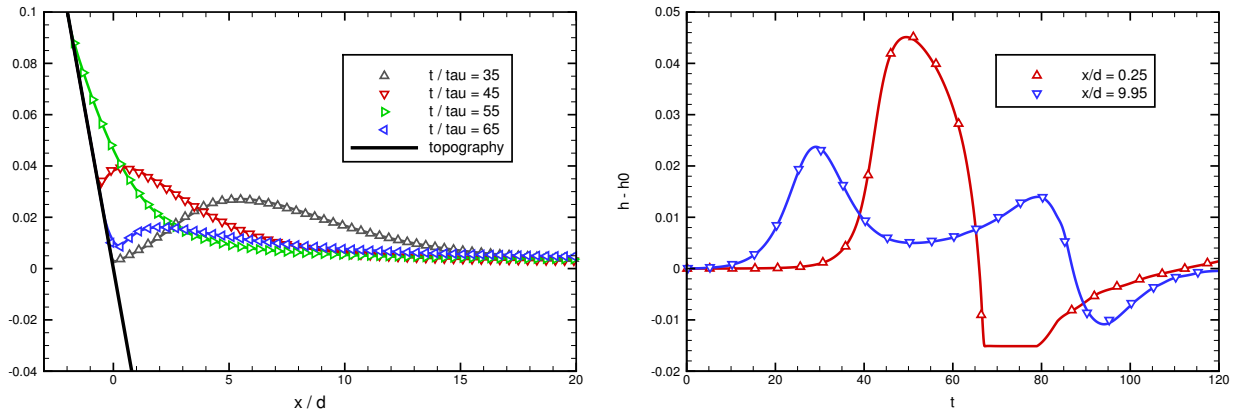 0.1
0.08
0.06
0.04
0.02
0
-0.02
-0.04
0
5
10
15
20
x / d
t / tau = 35
t / tau = 45
t / tau = 55
t / tau = 65
topography
0.05
0.04
0.03
0.02
0.01
0
-0.01
-0.02
h - h0
0
20
40
60
80
100
120
t
x/d = 0.25
x/d = 9.95